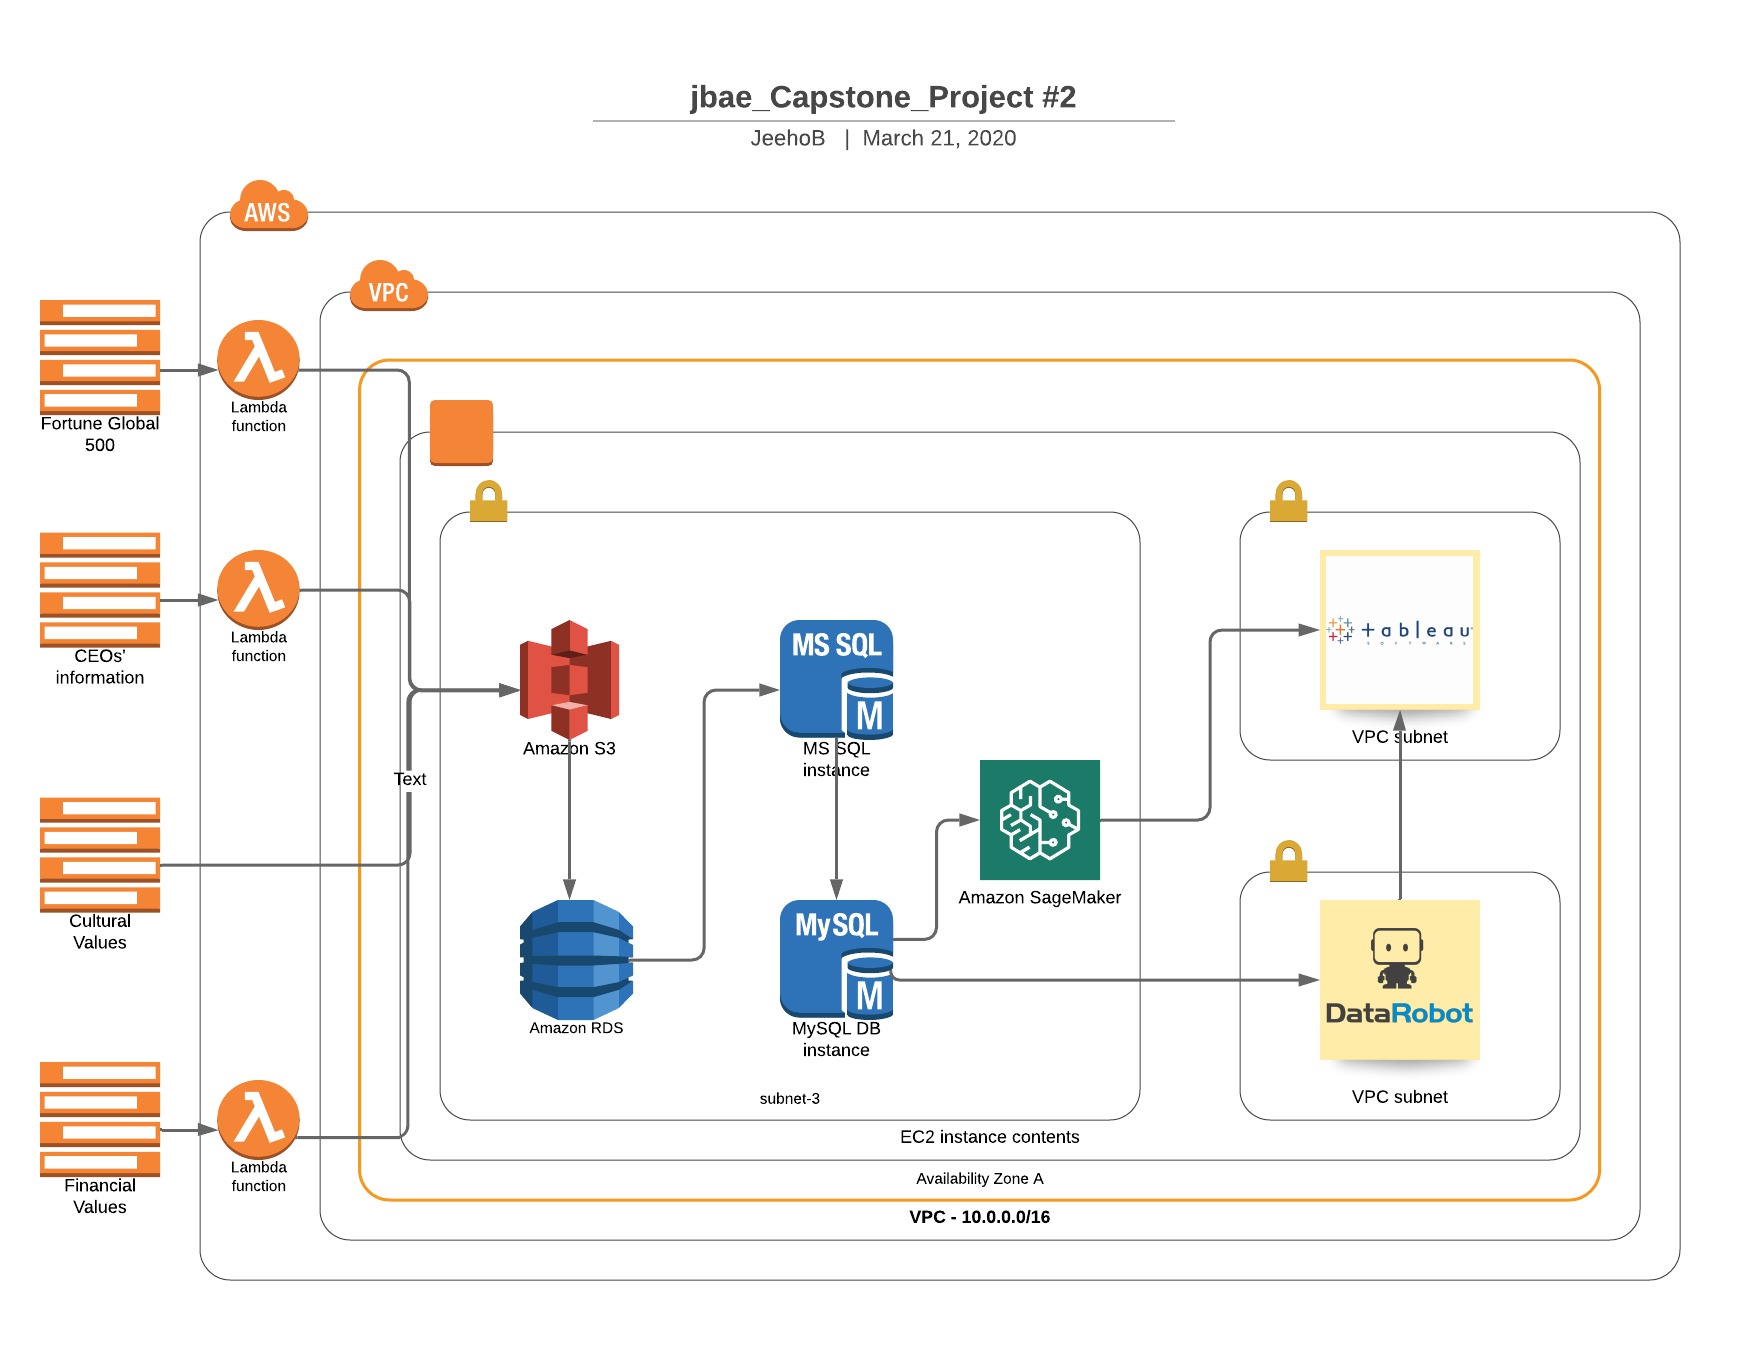 jbae_Capstone_Project #2
JeehoB | March 21, 2020
AWS
VPC
Fortune Global
500
Lambda
function
CEOs'
information
Lambda
function
Text
Cultural
Values
Financial
Values
Lambda
function
Amazon S3
MS SQL
M
MS SQL
instance
Amazon RDS
MySQL
M
MySQL DB
instance
Amazon SageMaker
subnet-3
tableau
SOFTWARE
VPC subnet
DataRobot
VPC subnet
EC2 instance contents
Availability Zone A
VPC - 10.0.0.0/16